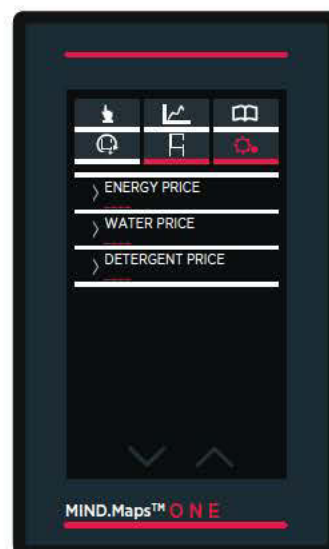 ENERGY PRICE
----
WATER PRICE
----
DETERGENT PRICE
----
MIND.Maps™ ONE